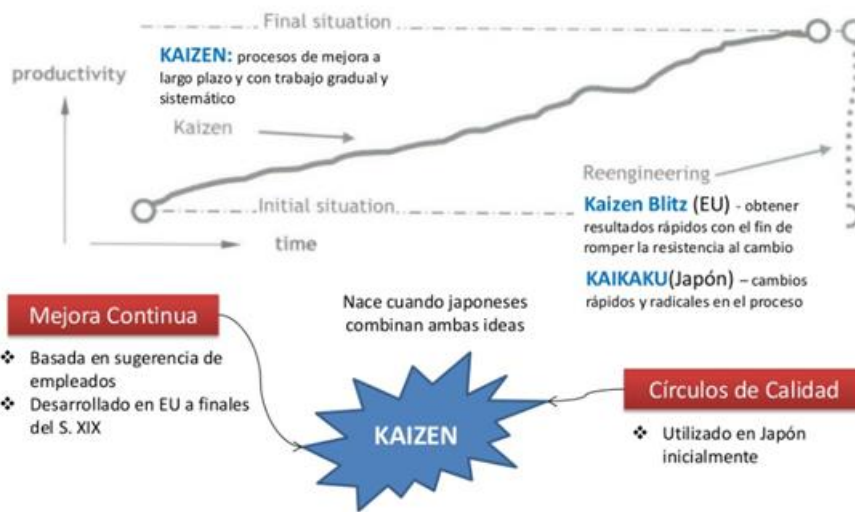 Final situation
KAIZEN: procesos de mejora a
largo plazo y con trabajo gradual y
sistemático
productivity
Kaizen
Reengineering
Initial situation
Kaizen Blitz (EU) - obtener
resultados rápidos con el fin de
romper la resistencia al cambio
time
KAIKAKU(Japón) – cambios
rápidos y radicales en el proceso
Mejora Continua
Nace cuando japoneses
combinan ambas ideas
❖ Basada en sugerencia de
empleados
❖ Desarrollado en EU a finales
del S. XIX
KAIZEN
Círculos de Calidad
❖ Utilizado en Japón
inicialmente